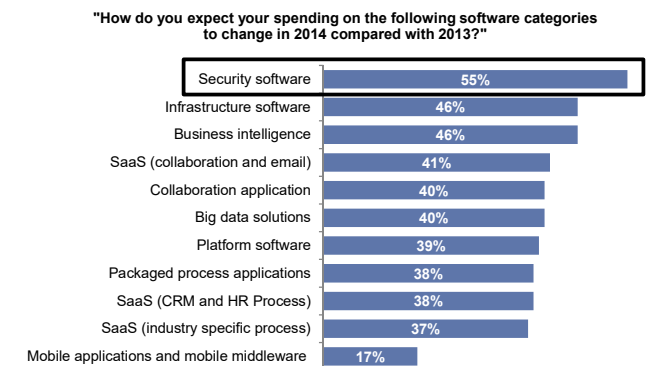 "How do you expect your spending on the following software categories
to change in 2014 compared with 2013?"
Security software 55%
Infrastructure software 46%
Business intelligence 46%
SaaS (collaboration and email) 41%
Collaboration application 40%
Big data solutions 40%
Platform software 39%
Packaged process applications 38%
SaaS (CRM and HR Process) 38%
SaaS (industry specific process) 37%
Mobile applications and mobile middleware 17%